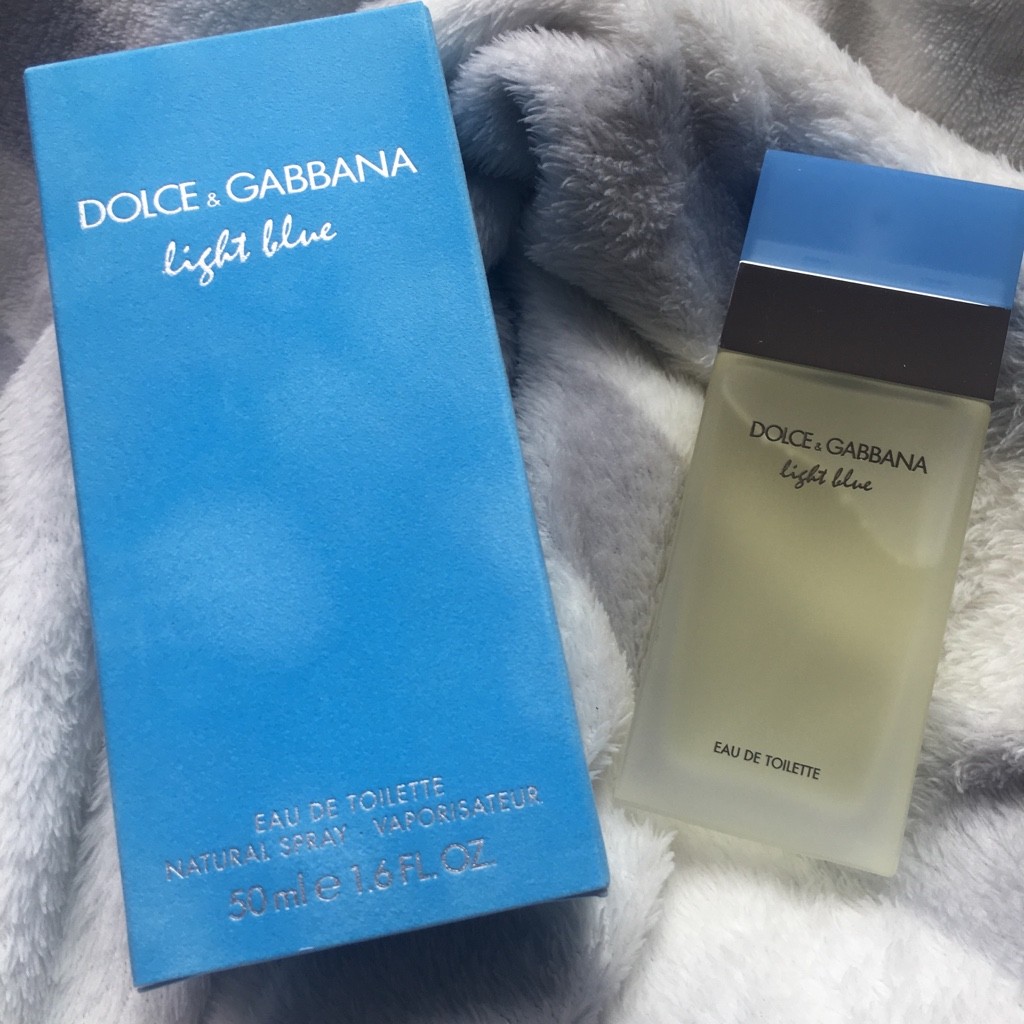 DOLCE & GABBANA
light blue
EAU DE TOILETTE
NATURAL SPRAY · VAPORISATEUR
50 ml e 1.6 FL. OZ.
DOLCE & GABBANA
light blue
EAU DE TOILETTE